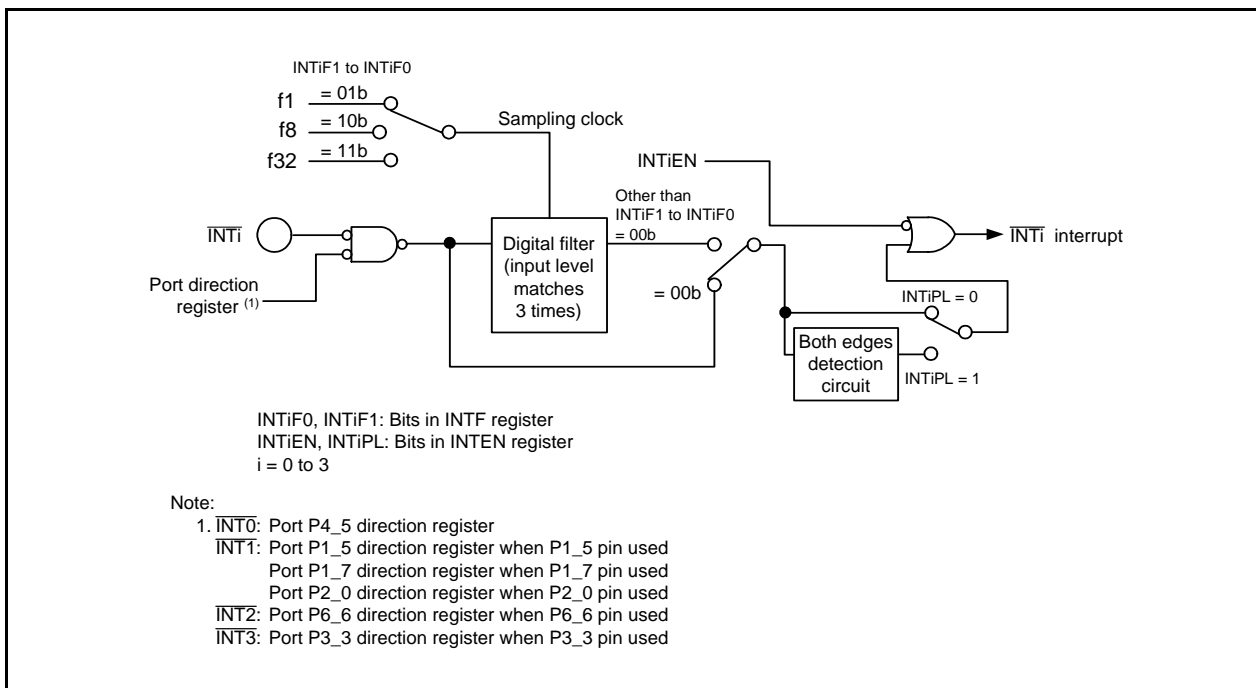 INTiF1 to INTiF0
f1 = 01b
f8 = 10b
f32 = 11b
Sampling clock
INTiEN
Other than
INTiF1 to INTiF0
= 00b
INTi
Digital filter
(input level
matches
3 times)
INTi interrupt
Port direction
register (1)
= 00b
INTiPL = 0
Both edges
detection
circuit
INTiPL = 1
INTiF0, INTiF1: Bits in INTF register
INTiEN, INTiPL: Bits in INTEN register
i = 0 to 3
Note:
1. INT0: Port P4_5 direction register
INT1: Port P1_5 direction register when P1_5 pin used
Port P1_7 direction register when P1_7 pin used
Port P2_0 direction register when P2_0 pin used
INT2: Port P6_6 direction register when P6_6 pin used
INT3: Port P3_3 direction register when P3_3 pin used